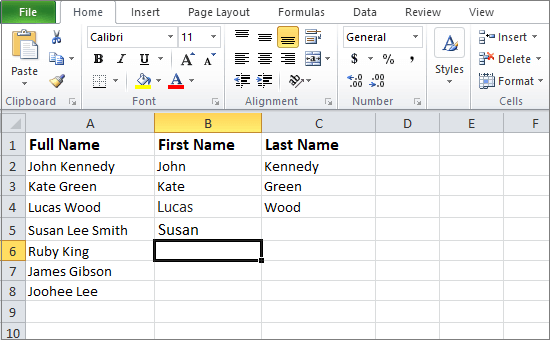 File Home Insert Page Layout Formulas Data Review View
Calibri 11 General Insert
A A $ % , Delete
Paste B I U A .00 .0 Styles Format
Clipboard Font Alignment Number Cells
A B C D E F
1 Full Name First Name Last Name
2 John Kennedy John Kennedy
3 Kate Green Kate Green
4 Lucas Wood Lucas Wood
5 Susan Lee Smith Susan
6 Ruby King
7 James Gibson
8 Joohee Lee
9
10